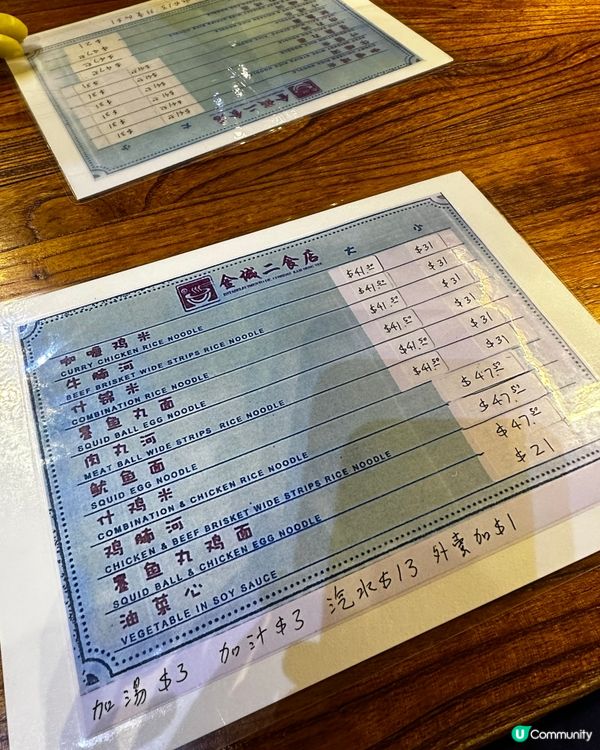 金城二食店 大 小
咖喱鸡米 $41.50 $31
CURRY CHICKEN RICE NOODLE
牛腩河 $41.50 $31
BEEF BRISKET WIDE STRIPS RICE NOODLE
什錦米 $41.50 $31
COMBINATION RICE NOODLE
墨鱼丸面 $41.50 $31
SQUID BALL EGG NOODLE
肉丸河 $41.50 $31
MEAT BALL WIDE STRIPS RICE NOODLE
鱿鱼面 $41.50 $31
SQUID EGG NOODLE
什鸡米 $47.50
COMBINATION & CHICKEN RICE NOODLE
鸡腩河 $47.50
CHICKEN & BEEF BRISKET WIDE STRIPS RICE NOODLE
墨鱼丸鸡面 $47.50
SQUID BALL & CHICKEN EGG NOODLE
油菜心 $21
VEGETABLE IN SOY SAUCE
加湯$3 加汁$3 汽水$13 外賣加$1
U Community